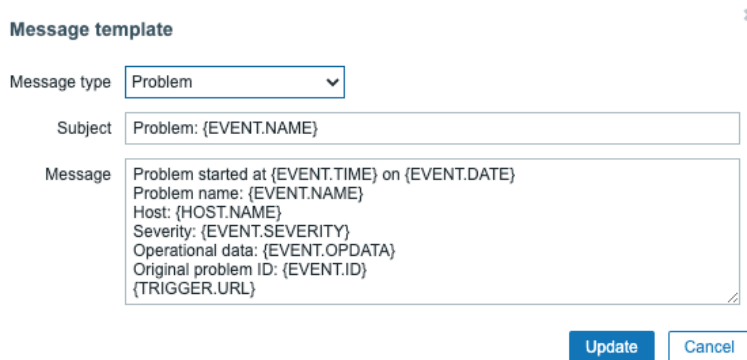 Message template
Message type Problem
Subject Problem: {EVENT.NAME}
Message Problem started at {EVENT.TIME} on {EVENT.DATE}
Problem name: {EVENT.NAME}
Host: {HOST.NAME}
Severity: {EVENT.SEVERITY}
Operational data: {EVENT.OPDATA}
Original problem ID: {EVENT.ID}
{TRIGGER.URL}
Update Cancel